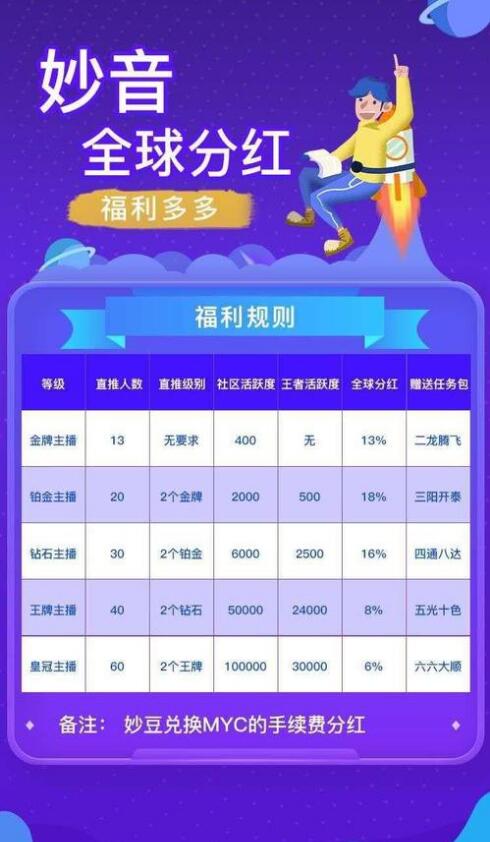 妙音
全球分红
福利多多
福利规则
等级 直推人数 直推级别 社区活跃度 王者活跃度 全球分红 赠送任务包
金牌主播 13 无要求 400 无 13% 二龙腾飞
铂金主播 20 2个金牌 2000 500 18% 三阳开泰
钻石主播 30 2个铂金 6000 2500 16% 四通八达
王牌主播 40 2个钻石 50000 24000 8% 五光十色
皇冠主播 60 2个王牌 100000 30000 6% 六六大顺
备注： 妙豆兑换MYC的手续费分红